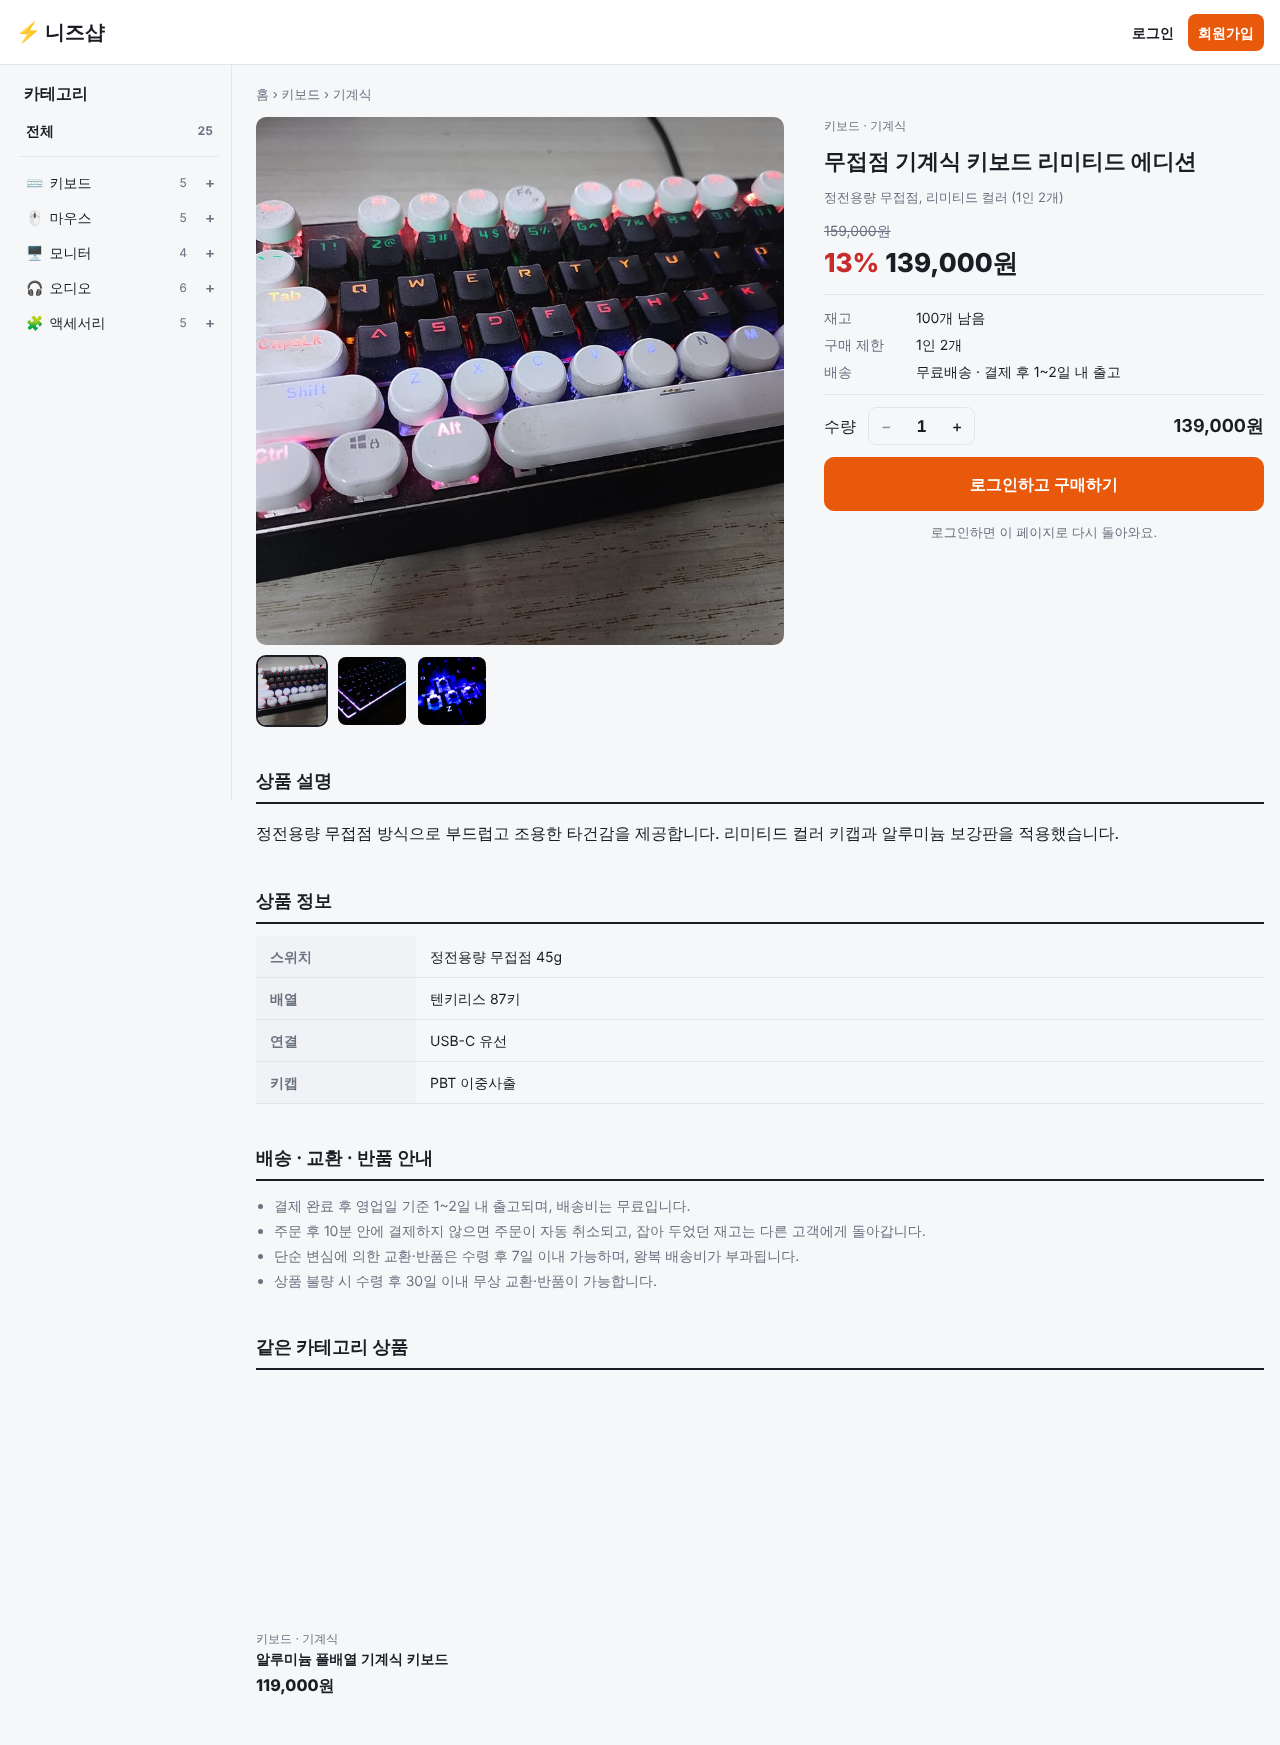 ⚡ 니즈샵
로그인
회원가입
카테고리
전체 25
⌨️ 키보드 5 +
🖱️ 마우스 5 +
🖥️ 모니터 4 +
🎧 오디오 6 +
🧩 액세서리 5 +
홈 › 키보드 › 기계식
Tab Q W E R T Y U I D
CapsLk A S D F G H J K
Shift Z X C V B N M
Ctrl Alt
키보드 · 기계식
무접점 기계식 키보드 리미티드 에디션
정전용량 무접점, 리미티드 컬러 (1인 2개)
159,000원
13% 139,000원
재고 100개 남음
구매 제한 1인 2개
배송 무료배송 · 결제 후 1~2일 내 출고
수량 − 1 + 139,000원
로그인하고 구매하기
로그인하면 이 페이지로 다시 돌아와요.
상품 설명
정전용량 무접점 방식으로 부드럽고 조용한 타건감을 제공합니다. 리미티드 컬러 키캡과 알루미늄 보강판을 적용했습니다.
상품 정보
스위치 정전용량 무접점 45g
배열 텐키리스 87키
연결 USB-C 유선
키캡 PBT 이중사출
배송 · 교환 · 반품 안내
• 결제 완료 후 영업일 기준 1~2일 내 출고되며, 배송비는 무료입니다.
• 주문 후 10분 안에 결제하지 않으면 주문이 자동 취소되고, 잡아 두었던 재고는 다른 고객에게 돌아갑니다.
• 단순 변심에 의한 교환·반품은 수령 후 7일 이내 가능하며, 왕복 배송비가 부과됩니다.
• 상품 불량 시 수령 후 30일 이내 무상 교환·반품이 가능합니다.
같은 카테고리 상품
키보드 · 기계식
알루미늄 풀배열 기계식 키보드
119,000원